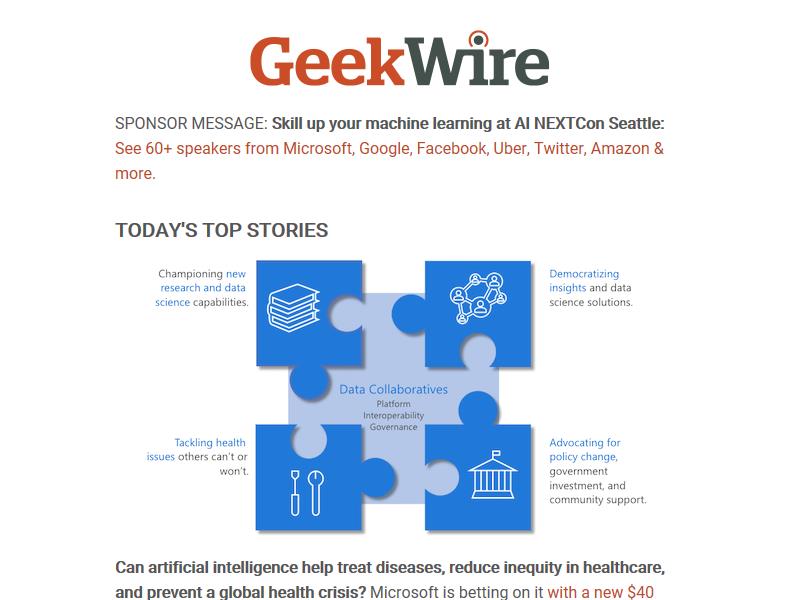 GeekWire
SPONSOR MESSAGE: Skill up your machine learning at AI NEXTCon Seattle:
See 60+ speakers from Microsoft, Google, Facebook, Uber, Twitter, Amazon &
more.
TODAY'S TOP STORIES
Championing new
research and data
science capabilities.
Democratizing
insights and data
science solutions.
Data Collaboratives
Platform
Interoperability
Governance
Tackling health
issues others can't or
won't.
Advocating for
policy change,
government
investment, and
community support.
Can artificial intelligence help treat diseases, reduce inequity in healthcare,
and prevent a global health crisis? Microsoft is betting on it with a new $40